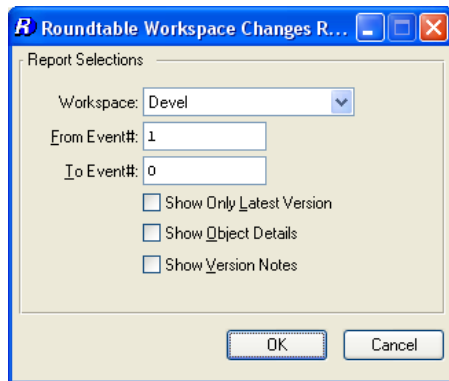 Roundtable Workspace Changes R...
Report Selections
Workspace: Devel
From Event#: 1
To Event#: 0
Show Only Latest Version
Show Object Details
Show Version Notes
OK Cancel